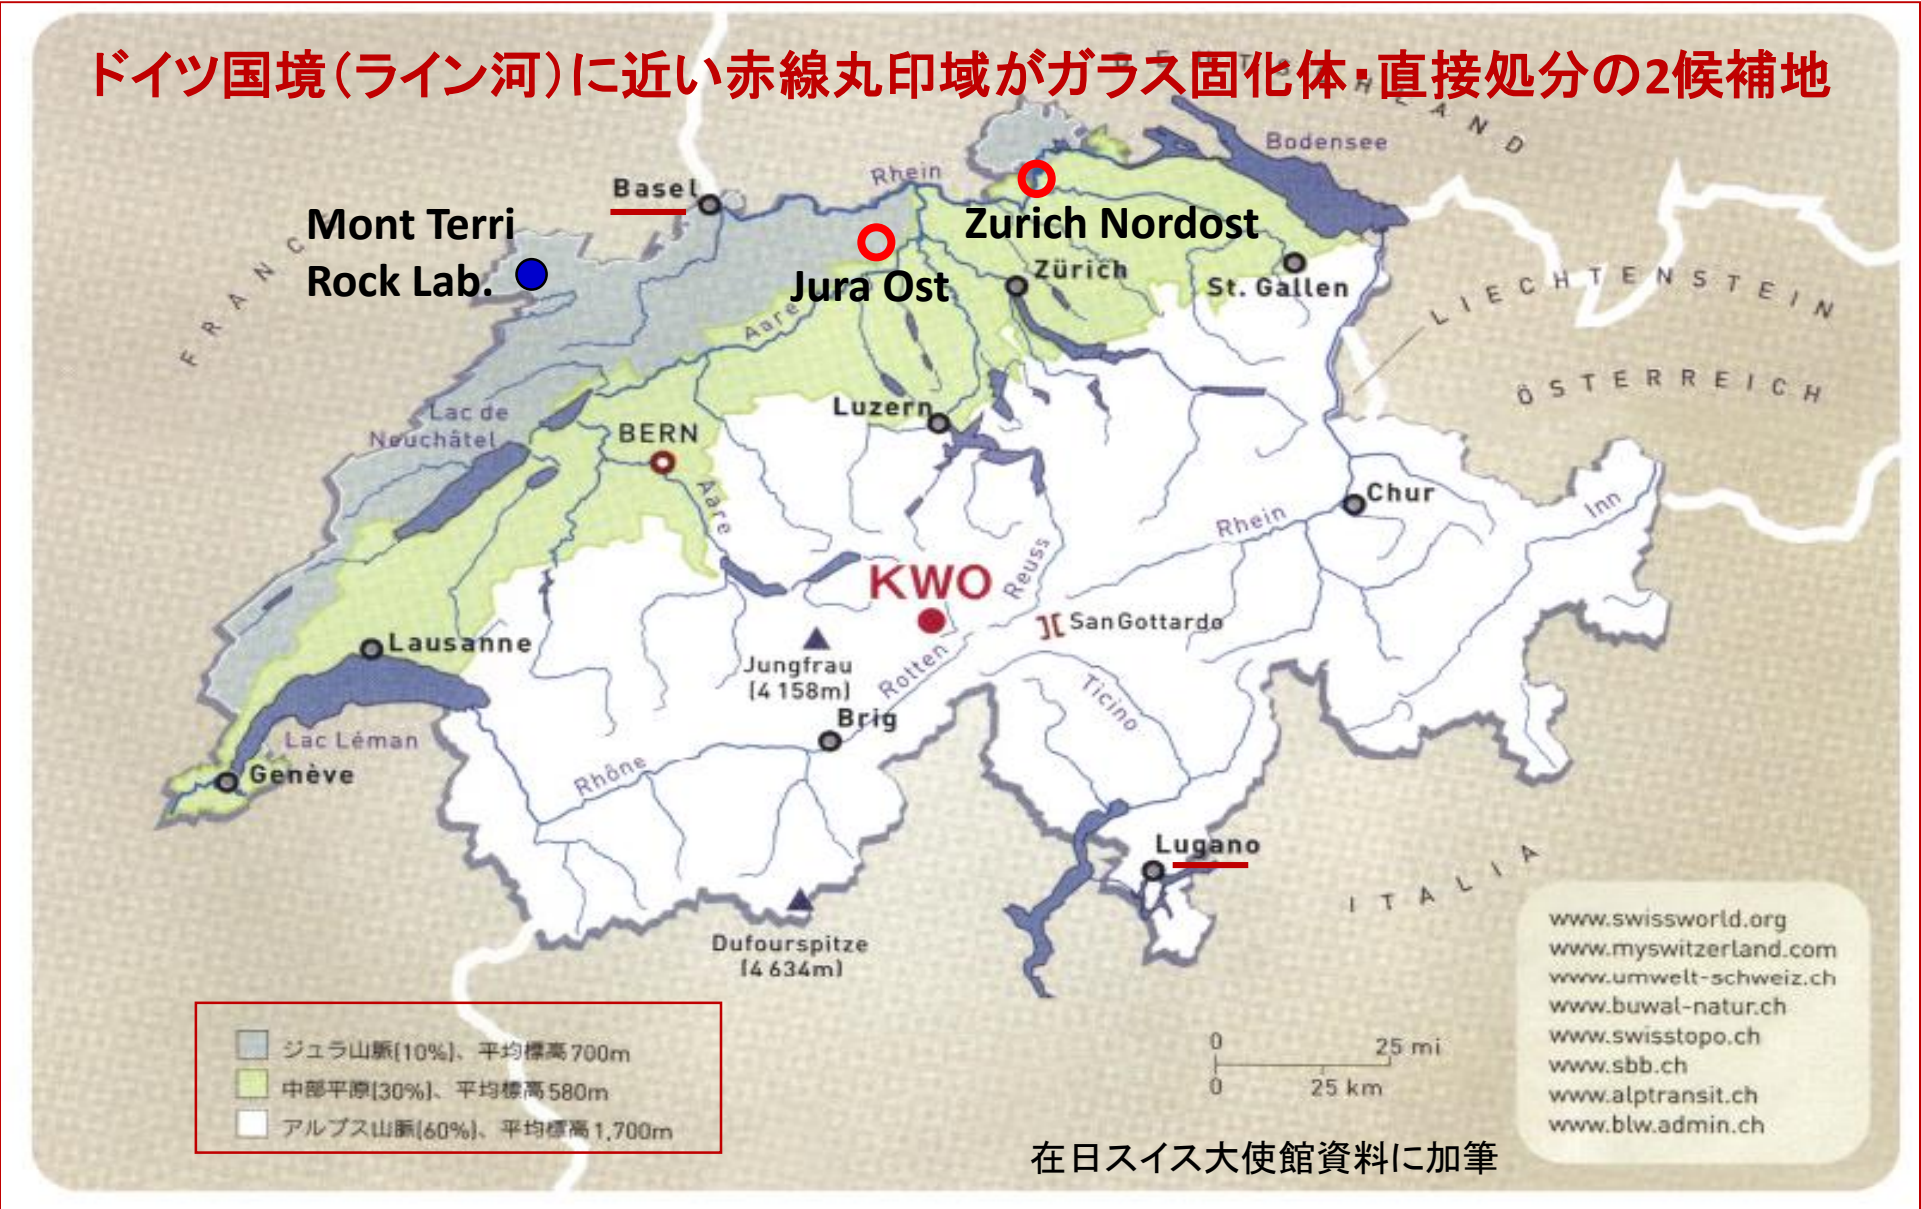 ドイツ国境(ライン河)に近い赤線丸印域がガラス固化体・直接処分の2候補地
DEUTSCHLAND
Bodensee
Rhein
Basel
Mont Terri
Rock Lab.
FRANCE
Zurich Nordost
Jura Ost
Zürich
St. Gallen
LIECHTENSTEIN
Aare
ÖSTERREICH
Luzern
Lac de
Neuchâtel
BERN
Aare
Chur
Inn
Rhein
Reuss
KWO
SanGottardo
Lausanne
Jungfrau
(4 158m)
Rotten
Ticino
Brig
Lac Léman
Genève
Rhône
Lugano
ITALIA
Dufourspitze
(4 634m)
www.swissworld.org
www.myswitzerland.com
www.umwelt-schweiz.ch
www.buwal-natur.ch
www.swisstopo.ch
www.sbb.ch
www.alptransit.ch
www.blw.admin.ch
ジュラ山脈(10%)、平均標高700m
中部平原(30%)、平均標高580m
アルプス山脈(60%)、平均標高1,700m
0 25 mi
0 25 km
在日スイス大使館資料に加筆